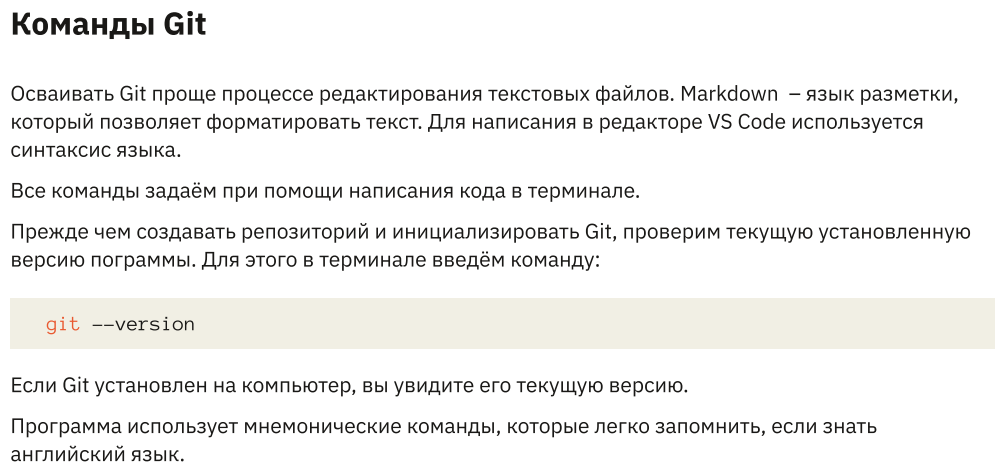 Команды Git
Осваивать Git проще процессе редактирования текстовых файлов. Markdown – язык разметки,
который позволяет форматировать текст. Для написания в редакторе VS Code используется
синтаксис языка.
Все команды задаём при помощи написания кода в терминале.
Прежде чем создавать репозиторий и инициализировать Git, проверим текущую установленную
версию пограммы. Для этого в терминале введём команду:
git --version
Если Git установлен на компьютер, вы увидите его текущую версию.
Программа использует мнемонические команды, которые легко запомнить, если знать
английский язык.